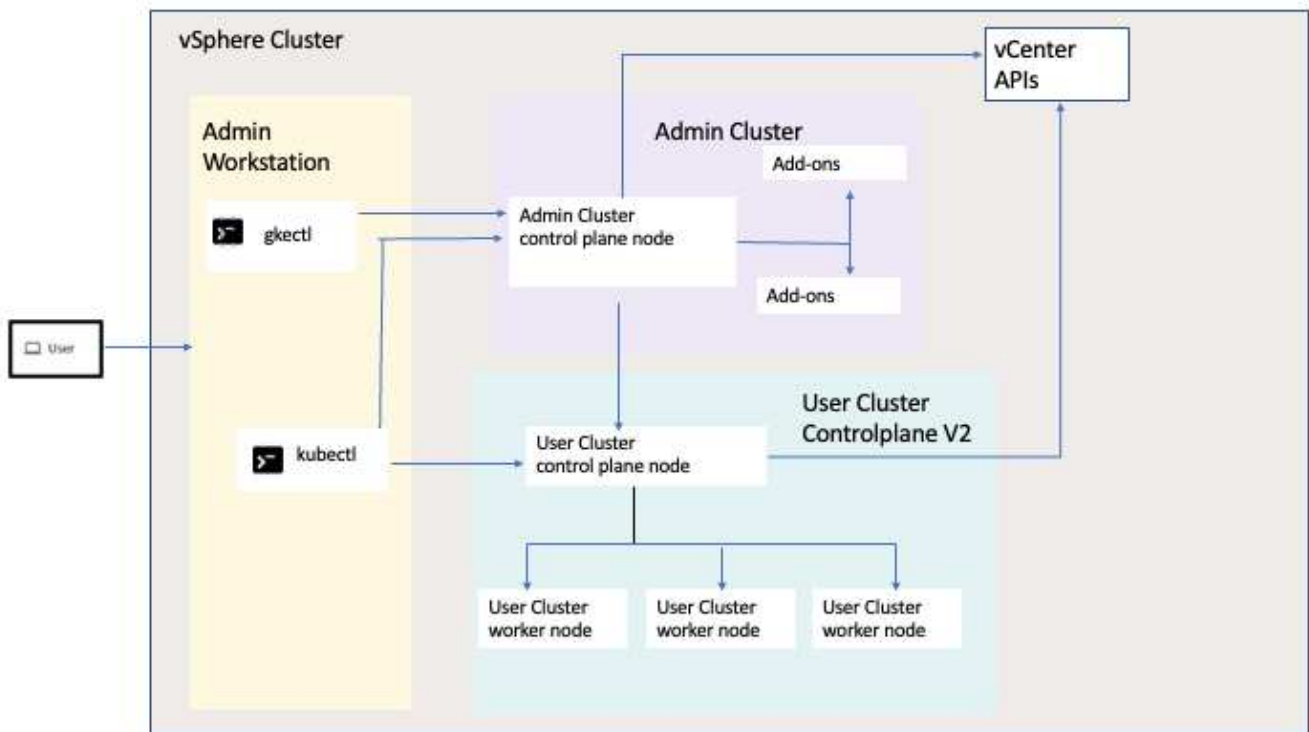 vSphere Cluster
vCenter
APIs
Admin
Workstation
Admin Cluster
Add-ons
gkectl
Admin Cluster
control plane node
Add-ons
User
kubectl
User Cluster
Controlplane V2
User Cluster
control plane node
User Cluster
worker node
User Cluster
worker node
User Cluster
worker node